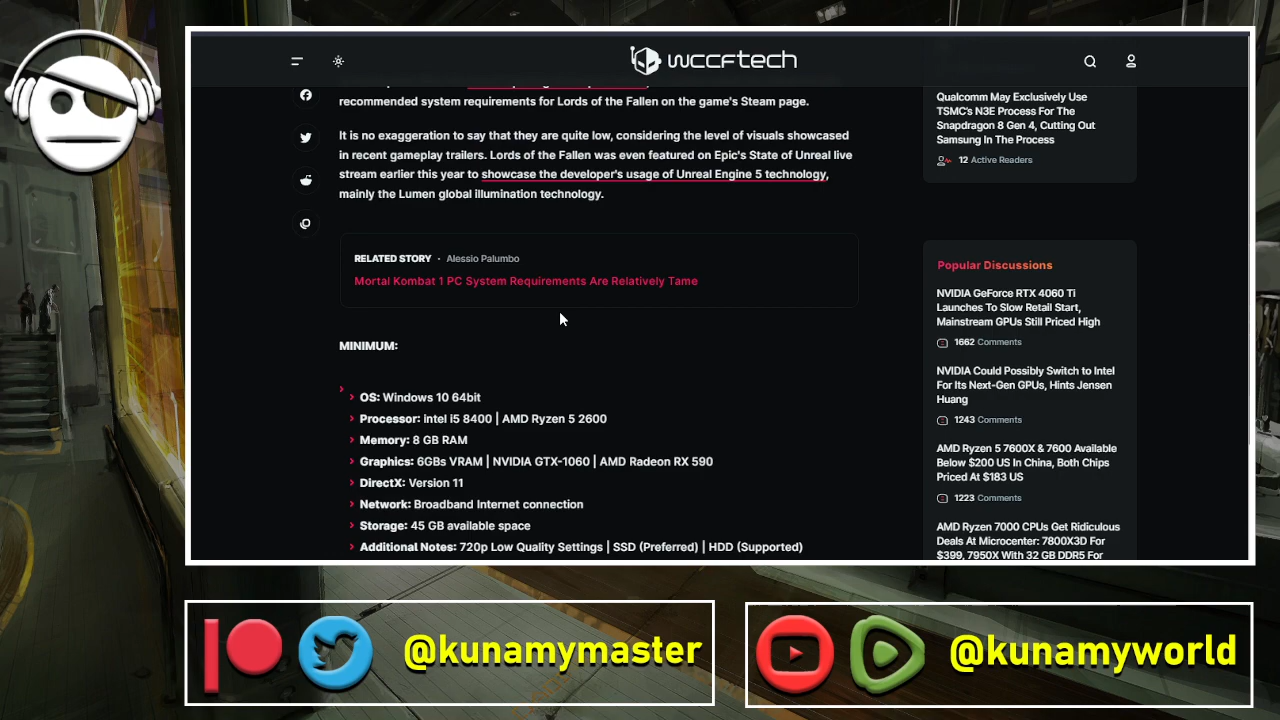 wccftech
recommended system requirements for Lords of the Fallen on the game's Steam page.
It is no exaggeration to say that they are quite low, considering the level of visuals showcased
in recent gameplay trailers. Lords of the Fallen was even featured on Epic's State of Unreal live
stream earlier this year to showcase the developer's usage of Unreal Engine 5 technology,
mainly the Lumen global illumination technology.
RELATED STORY · Alessio Palumbo
Mortal Kombat 1 PC System Requirements Are Relatively Tame
MINIMUM:
OS: Windows 10 64bit
Processor: intel i5 8400 | AMD Ryzen 5 2600
Memory: 8 GB RAM
Graphics: 6GBs VRAM | NVIDIA GTX-1060 | AMD Radeon RX 590
DirectX: Version 11
Network: Broadband Internet connection
Storage: 45 GB available space
Additional Notes: 720p Low Quality Settings | SSD (Preferred) | HDD (Supported)
Qualcomm May Exclusively Use
TSMC's N3E Process For The
Snapdragon 8 Gen 4, Cutting Out
Samsung In The Process
12 Active Readers
Popular Discussions
NVIDIA GeForce RTX 4060 Ti
Launches To Slow Retail Start,
Mainstream GPUs Still Priced High
1662 Comments
NVIDIA Could Possibly Switch to Intel
For Its Next-Gen GPUs, Hints Jensen
Huang
1243 Comments
AMD Ryzen 5 7600X & 7600 Available
Below $200 US In China, Both Chips
Priced At $183 US
1223 Comments
AMD Ryzen 7000 CPUs Get Ridiculous
Deals At Microcenter: 7800X3D For
$399, 7950X With 32 GB DDR5 For
@kunamymaster
@kunamyworld